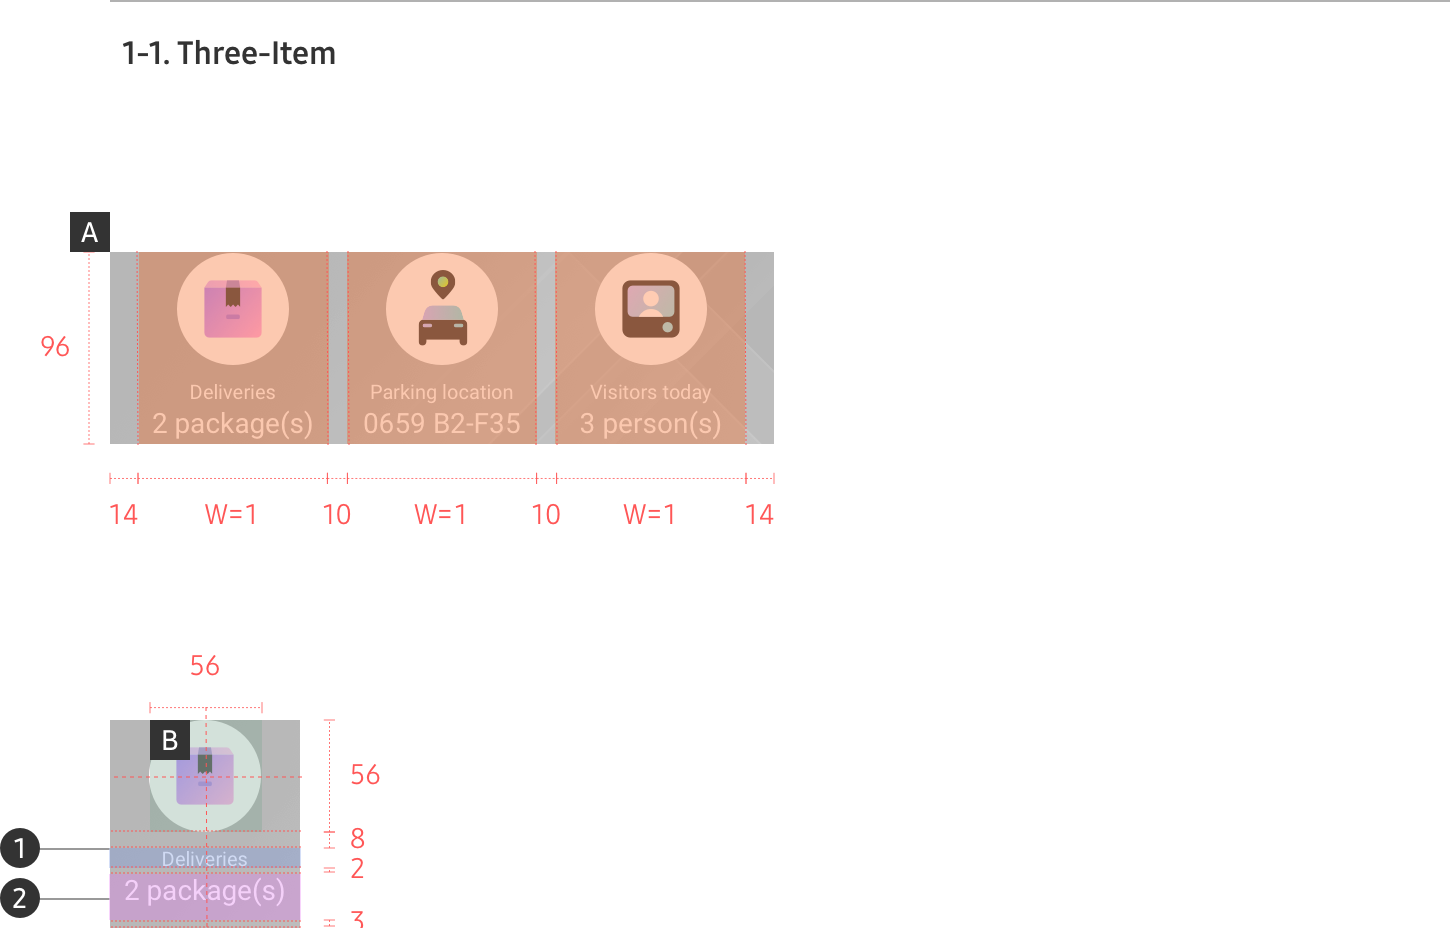 1-1. Three-Item
A
96
Deliveries
2 package(s)
Parking location
0659 B2-F35
Visitors today
3 person(s)
14 W=1 10 W=1 10 W=1 14
56
B
56
8
1
Deliveries
2
2
2 package(s)
3